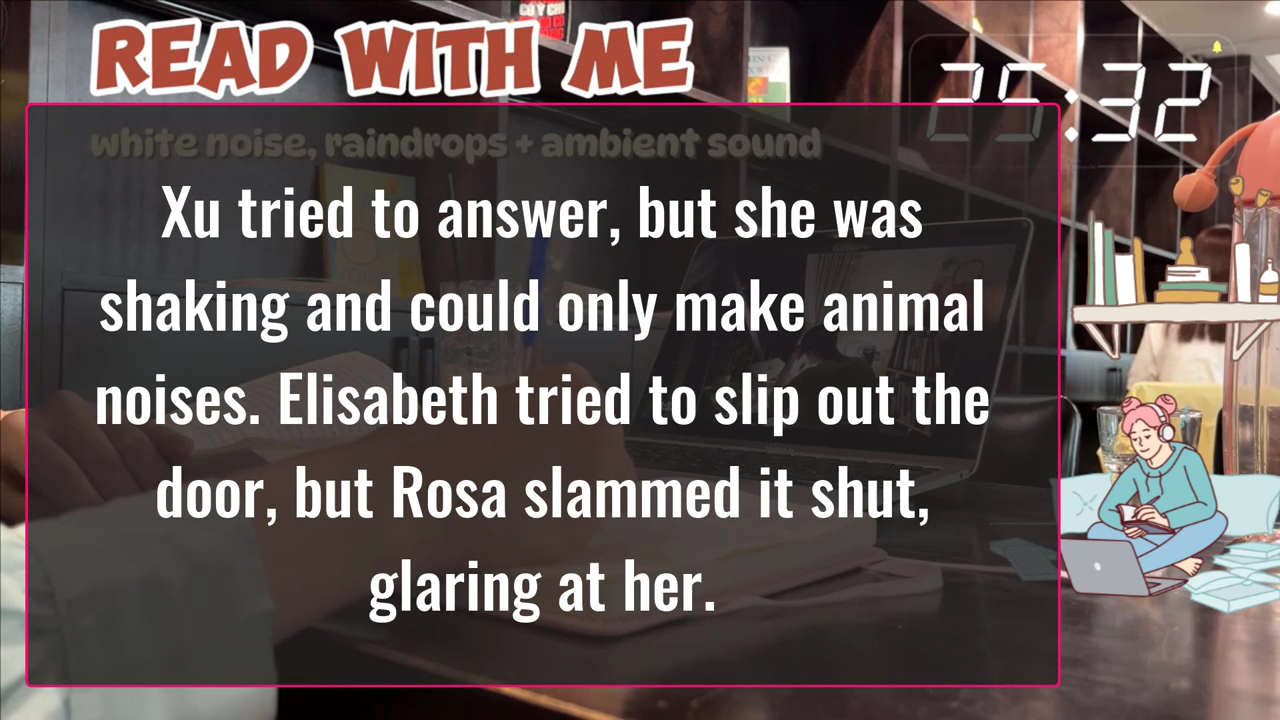 READ WITH ME
25:32
white noise, raindrops + ambient sound
Xu tried to answer, but she was
shaking and could only make animal
noises. Elisabeth tried to slip out the
door, but Rosa slammed it shut,
glaring at her.